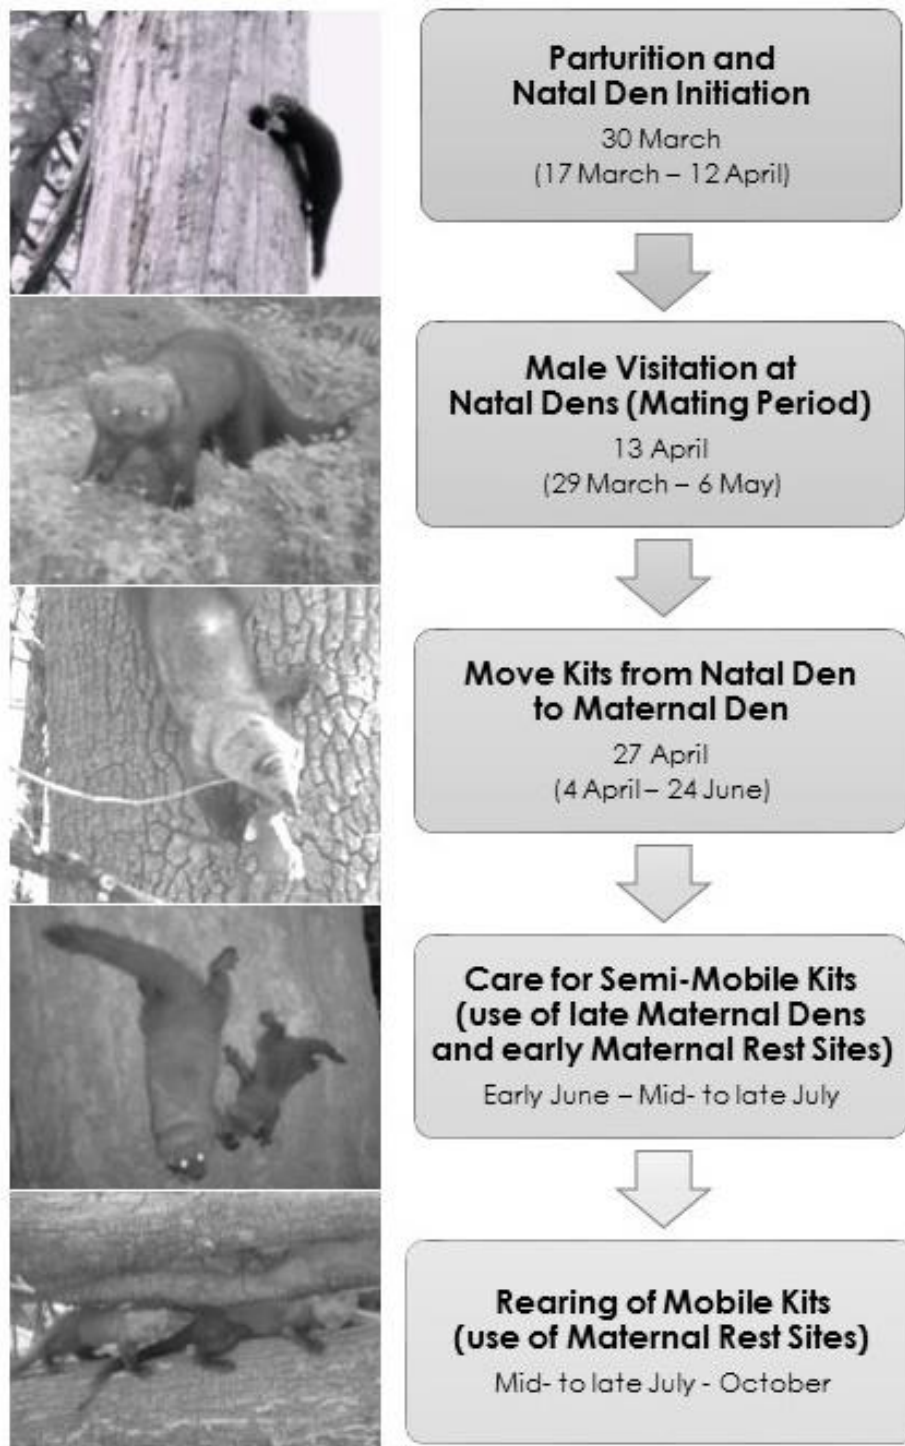 Parturition and
Natal Den Initiation
30 March
(17 March – 12 April)
Male Visitation at
Natal Dens (Mating Period)
13 April
(29 March – 6 May)
Move Kits from Natal Den
to Maternal Den
27 April
(4 April – 24 June)
Care for Semi-Mobile Kits
(use of late Maternal Dens
and early Maternal Rest Sites)
Early June – Mid- to late July
Rearing of Mobile Kits
(use of Maternal Rest Sites)
Mid- to late July - October